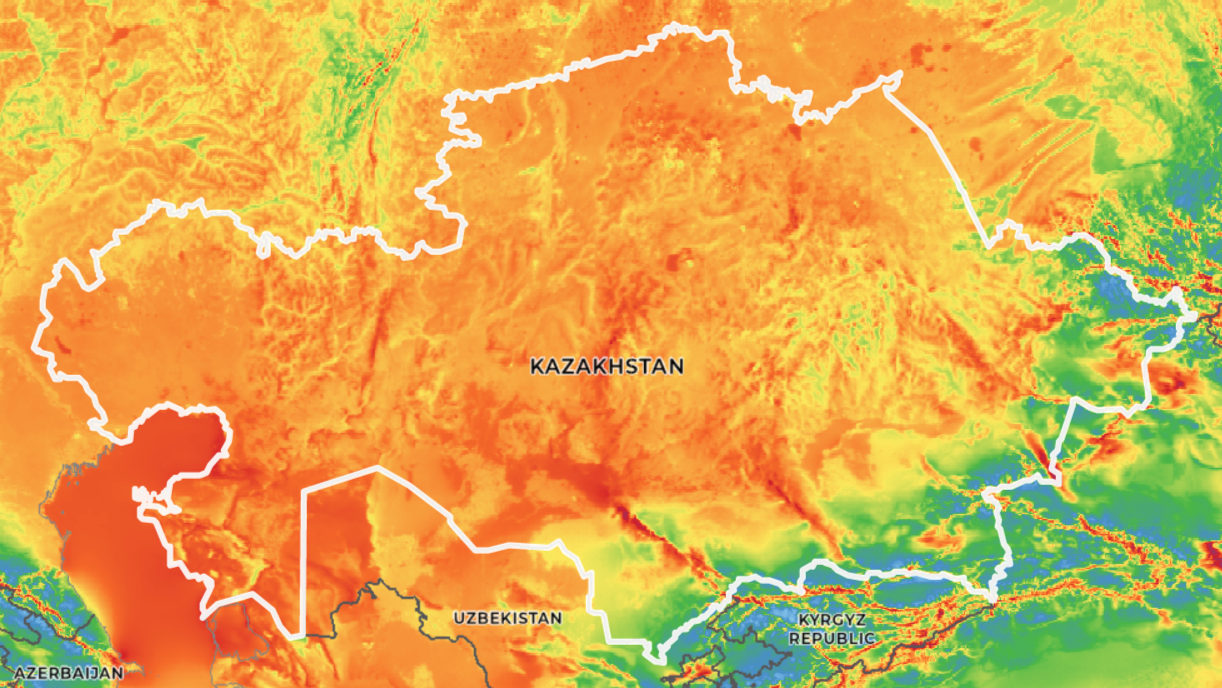 KAZAKHSTAN
UZBEKISTAN
KYRGYZ
REPUBLIC
AZERBAIJAN